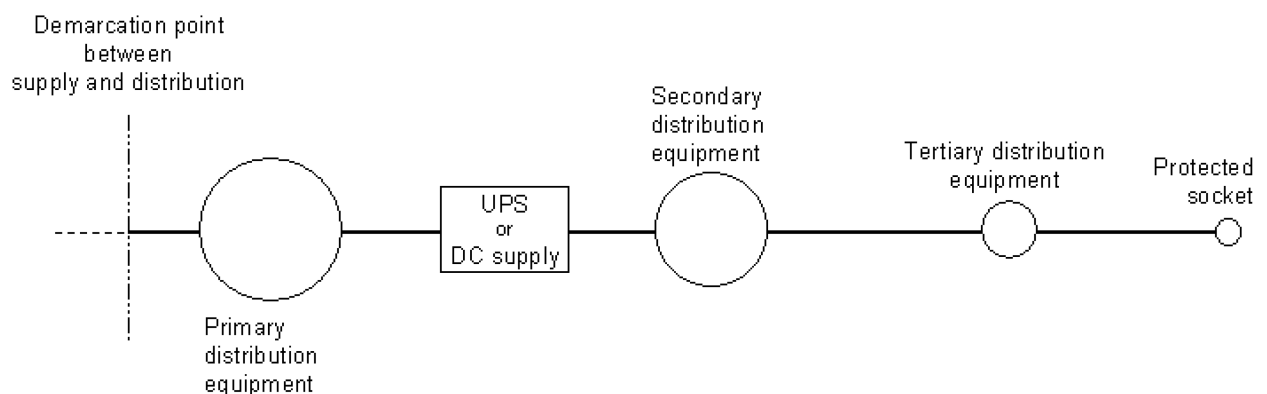 Demarcation point
between
supply and distribution
Primary
distribution
equipment
UPS
or
DC supply
Secondary
distribution
equipment
Tertiary distribution
equipment
Protected
socket